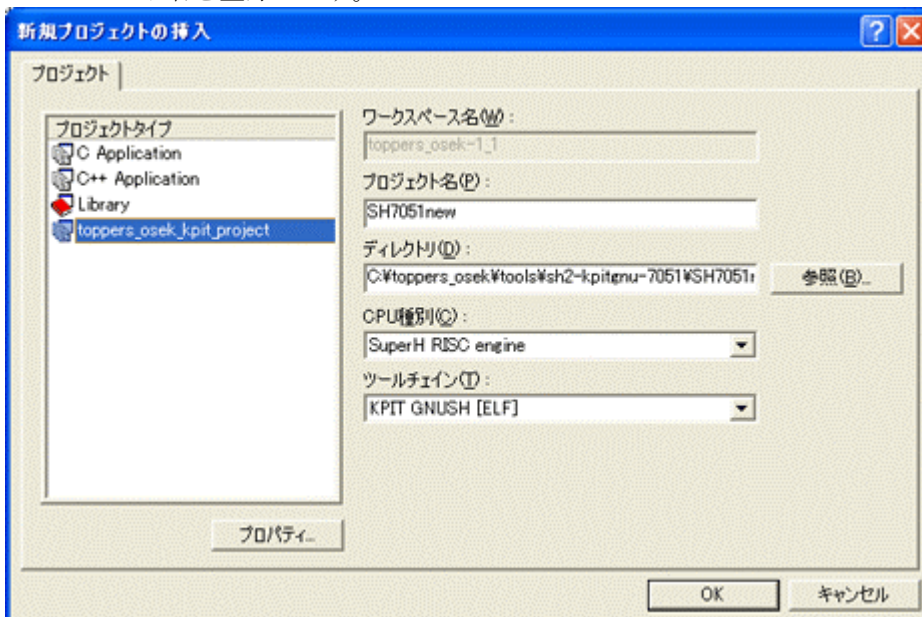 新規プロジェクトの挿入
プロジェクト
プロジェクトタイプ
C Application
C++ Application
Library
toppers_osek_kpit_project
プロパティ...
ワークスペース名(W) :
toppers_osek-1_1
プロジェクト名(P) :
SH7051new
ディレクトリ(D) :
C:¥toppers_osek¥tools¥sh2-kpitgnu-7051¥SH7051
参照(B)...
CPU種別(C) :
SuperH RISC engine
ツールチェイン(T) :
KPIT GNUSH [ELF]
OK
キャンセル